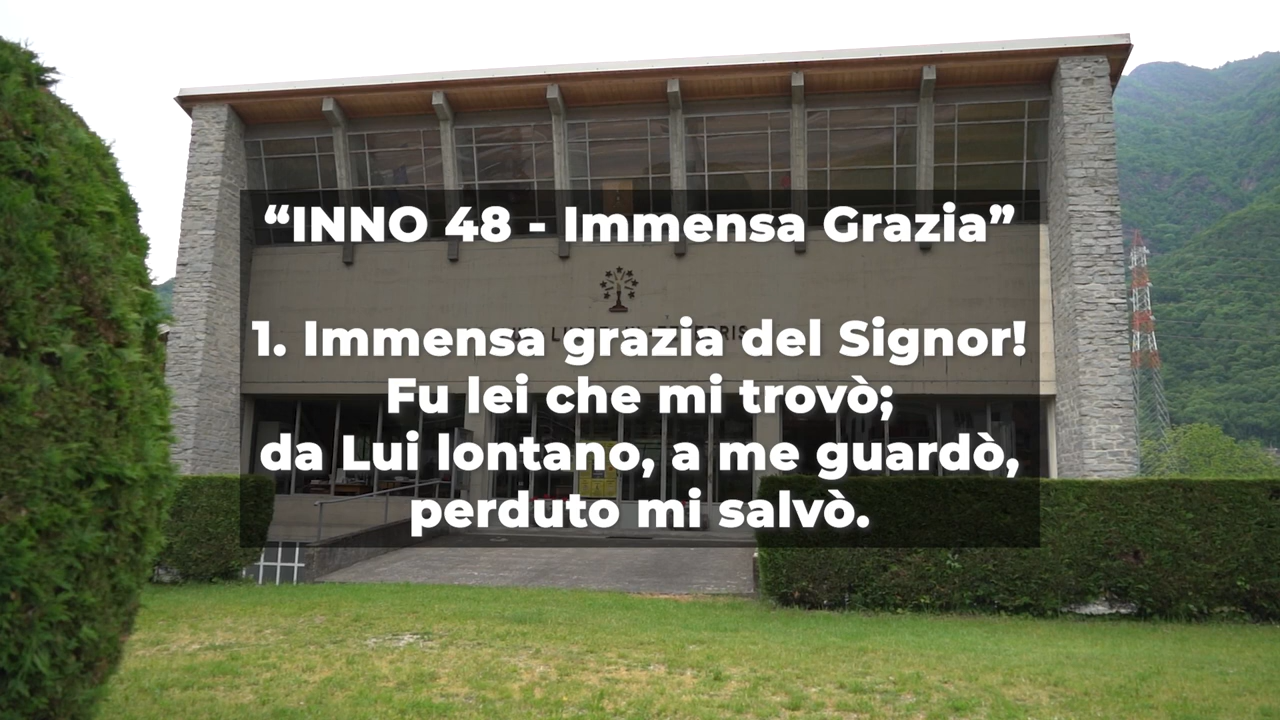 “INNO 48 - Immensa Grazia”
1. Immensa grazia del Signor!
Fu lei che mi trovò;
da Lui lontano, a me guardò,
perduto mi salvò.